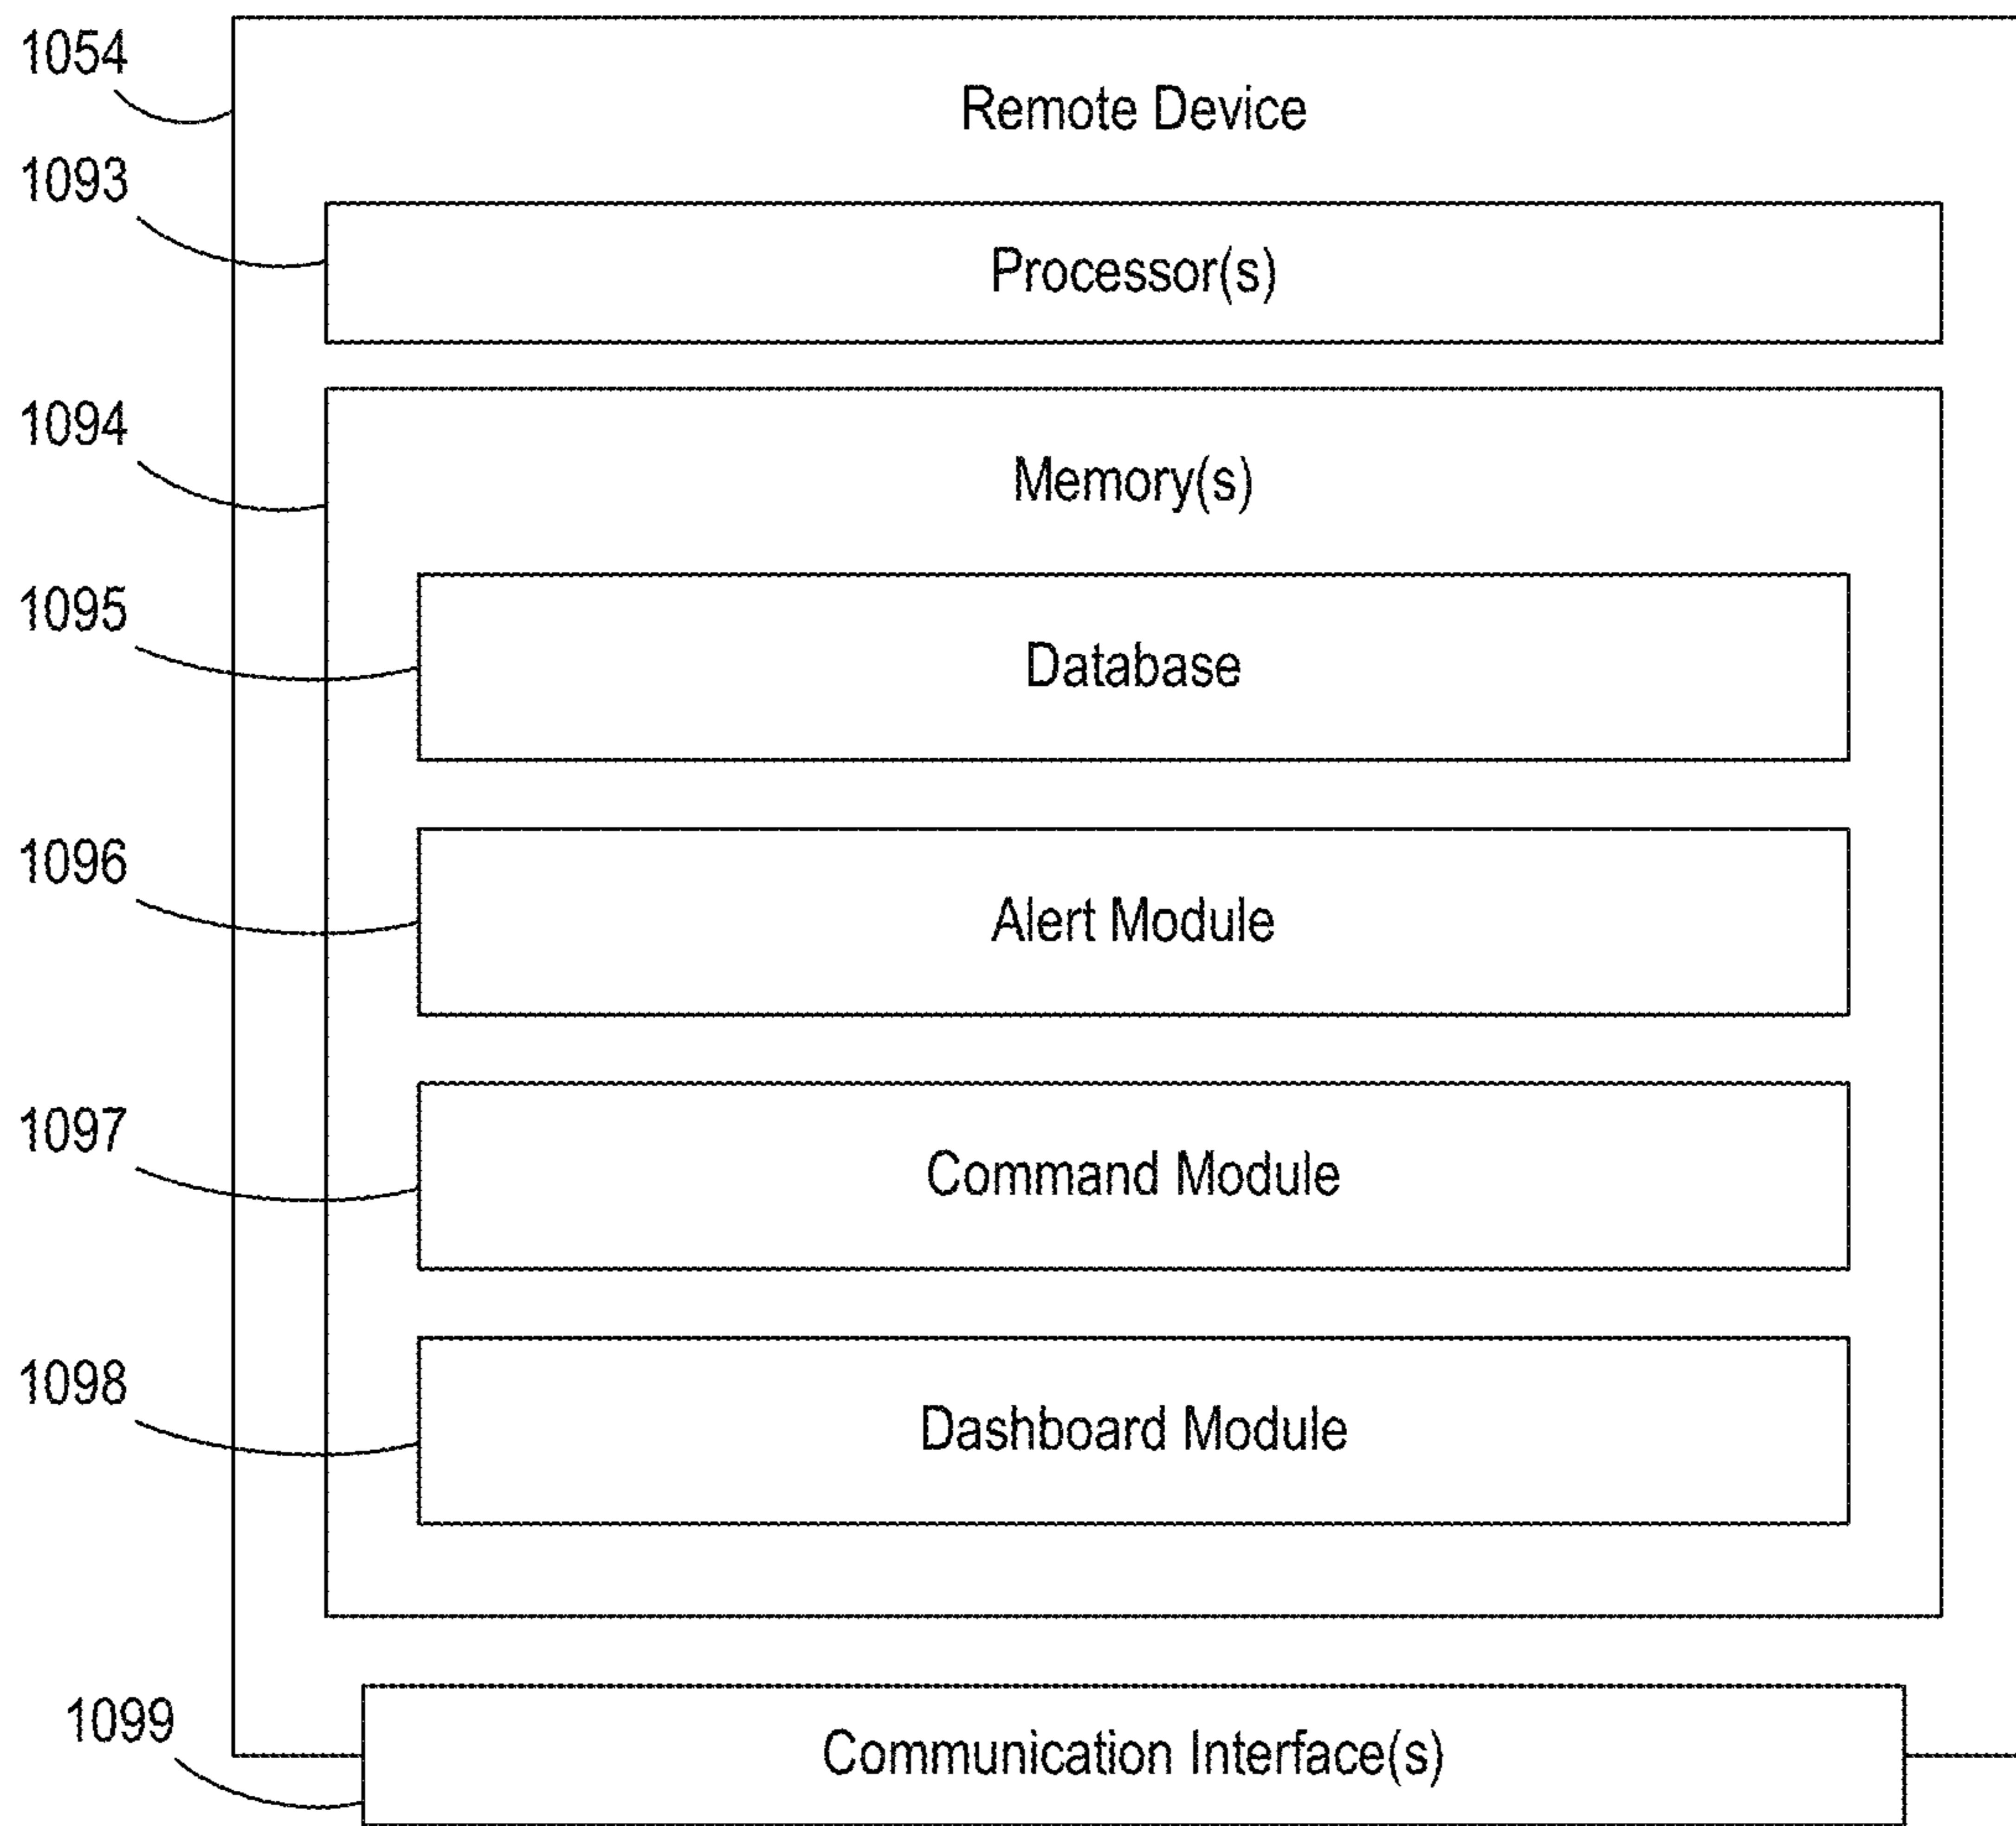 1054
Remote Device
1093
Processor(s)
1094
Memory(s)
1095
Database
1096
Alert Module
1097
Command Module
1098
Dashboard Module
1099
Communication Interface(s)